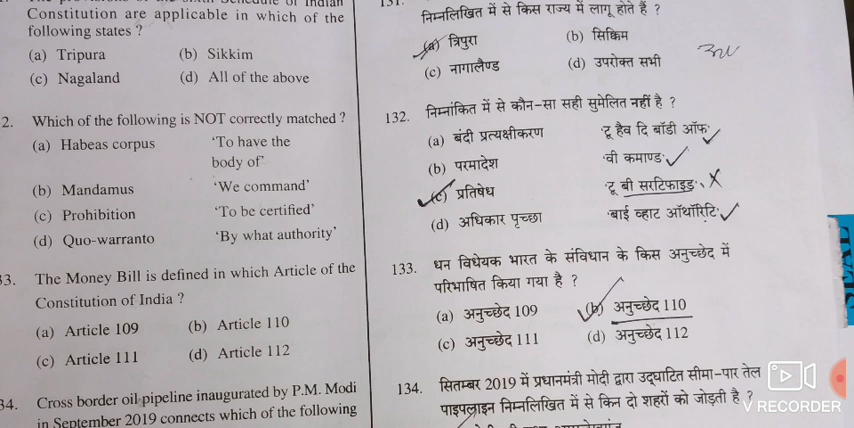 Constitution are applicable in which of the
following states ?
(a) Tripura (b) Sikkim
(c) Nagaland (d) All of the above
2. Which of the following is NOT correctly matched ?
(a) Habeas corpus 'To have the
body of'
(b) Mandamus 'We command'
(c) Prohibition 'To be certified'
(d) Quo-warranto 'By what authority'
33. The Money Bill is defined in which Article of the
Constitution of India ?
(a) Article 109 (b) Article 110
(c) Article 111 (d) Article 112
34. Cross border oil pipeline inaugurated by P.M. Modi
in September 2019 connects which of the following
131.
निम्नलिखित में से किस राज्य में लागू होते हैं ?
(a) त्रिपुरा (b) सिक्किम
(c) नागालैण्ड (d) उपरोक्त सभी
132. निम्नांकित में से कौन-सा सही सुमेलित नहीं है ?
(a) बंदी प्रत्यक्षीकरण 'टू हैव दि बॉडी ऑफ'
(b) परमादेश 'वी कमाण्ड'
(c) प्रतिषेध 'टू बी सरटिफाइड'
(d) अधिकार पृच्छा 'बाई व्हाट ऑथॉरिटि'
133. धन विधेयक भारत के संविधान के किस अनुच्छेद में
परिभाषित किया गया है ?
(a) अनुच्छेद 109 (b) अनुच्छेद 110
(c) अनुच्छेद 111 (d) अनुच्छेद 112
134. सितम्बर 2019 में प्रधानमंत्री मोदी द्वारा उद्घाटित सीमा-पार तेल
पाइपलाइन निम्नलिखित में से किन दो शहरों को जोड़ती है ?
V RECORDER